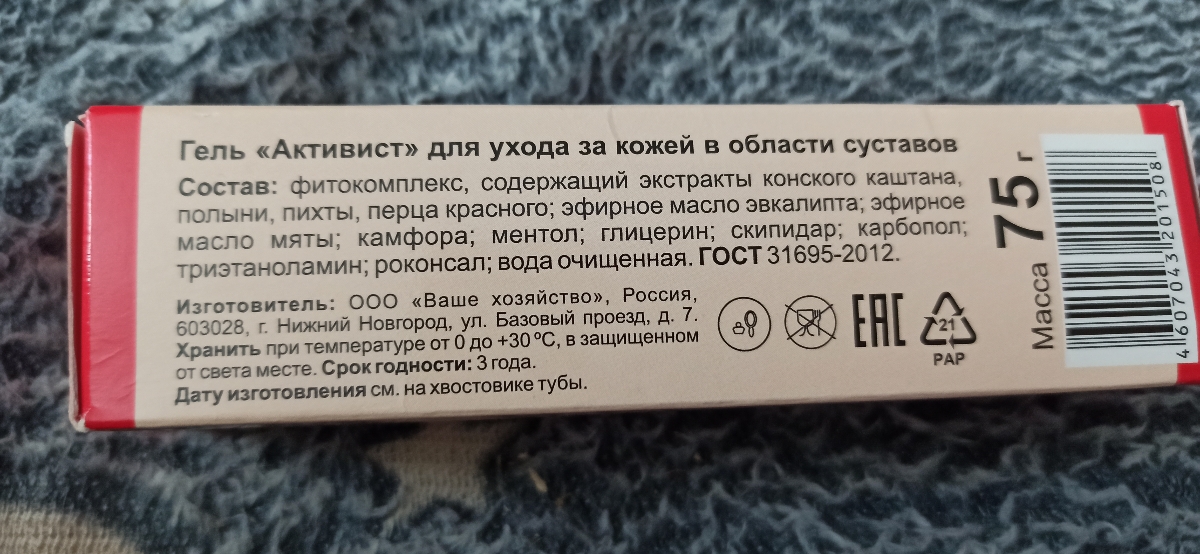 Гель «Активист» для ухода за кожей в области суставов
Состав: фитокомплекс, содержащий экстракты конского каштана,
полыни, пихты, перца красного; эфирное масло эвкалипта; эфирное
масло мяты; камфора; ментол; глицерин; скипидар; карбопол;
триэтаноламин; роконсал; вода очищенная. ГОСТ 31695-2012.
Изготовитель: ООО «Ваше хозяйство», Россия,
603028, г. Нижний Новгород, ул. Базовый проезд, д. 7.
Хранить при температуре от 0 до +30 ºС, в защищенном
от света месте. Срок годности: 3 года.
Дату изготовления см. на хвостовике тубы.
EAC
21
PAP
Масса 75 г
4 607043 201508